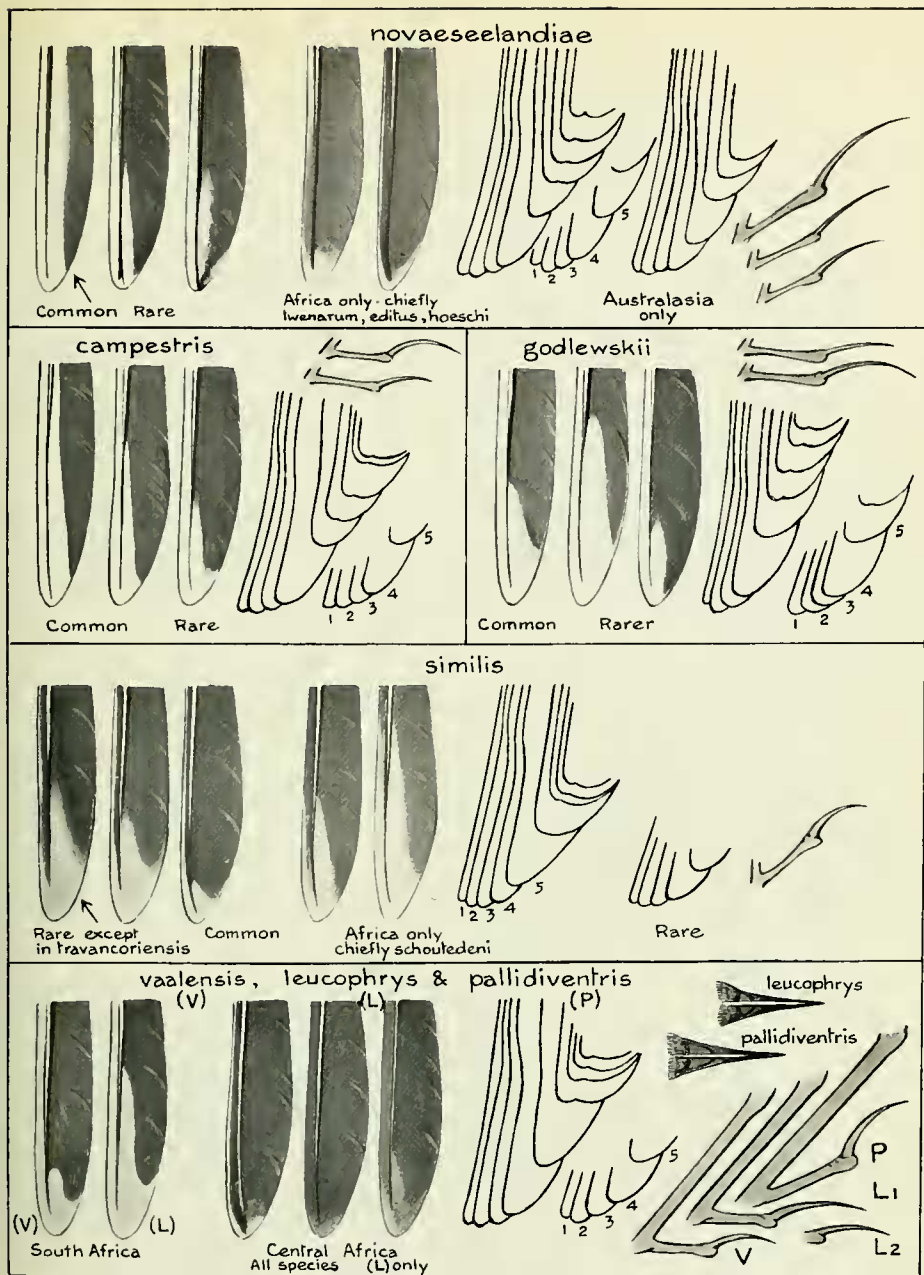 novaeseelandiae
Common Rare
Africa only - chiefly
lwenarum, editus, hoeschi
1 2 3 4 5
Australasia
only
campestris
Common Rare
1 2 3 4 5
godlewskii
Common Rarer
1 2 3 4 5
similis
Rare except
in travancoriensis
Common
Africa only
chiefly schoutedeni
1 2 3 4 5
Rare
vaalensis, leucophrys & pallidiventris
(V) (L) (P)
(V) (L)
South Africa
Central Africa
All species (L) only
1 2 3 4 5
leucophrys
pallidiventris
P
L1
L2
V